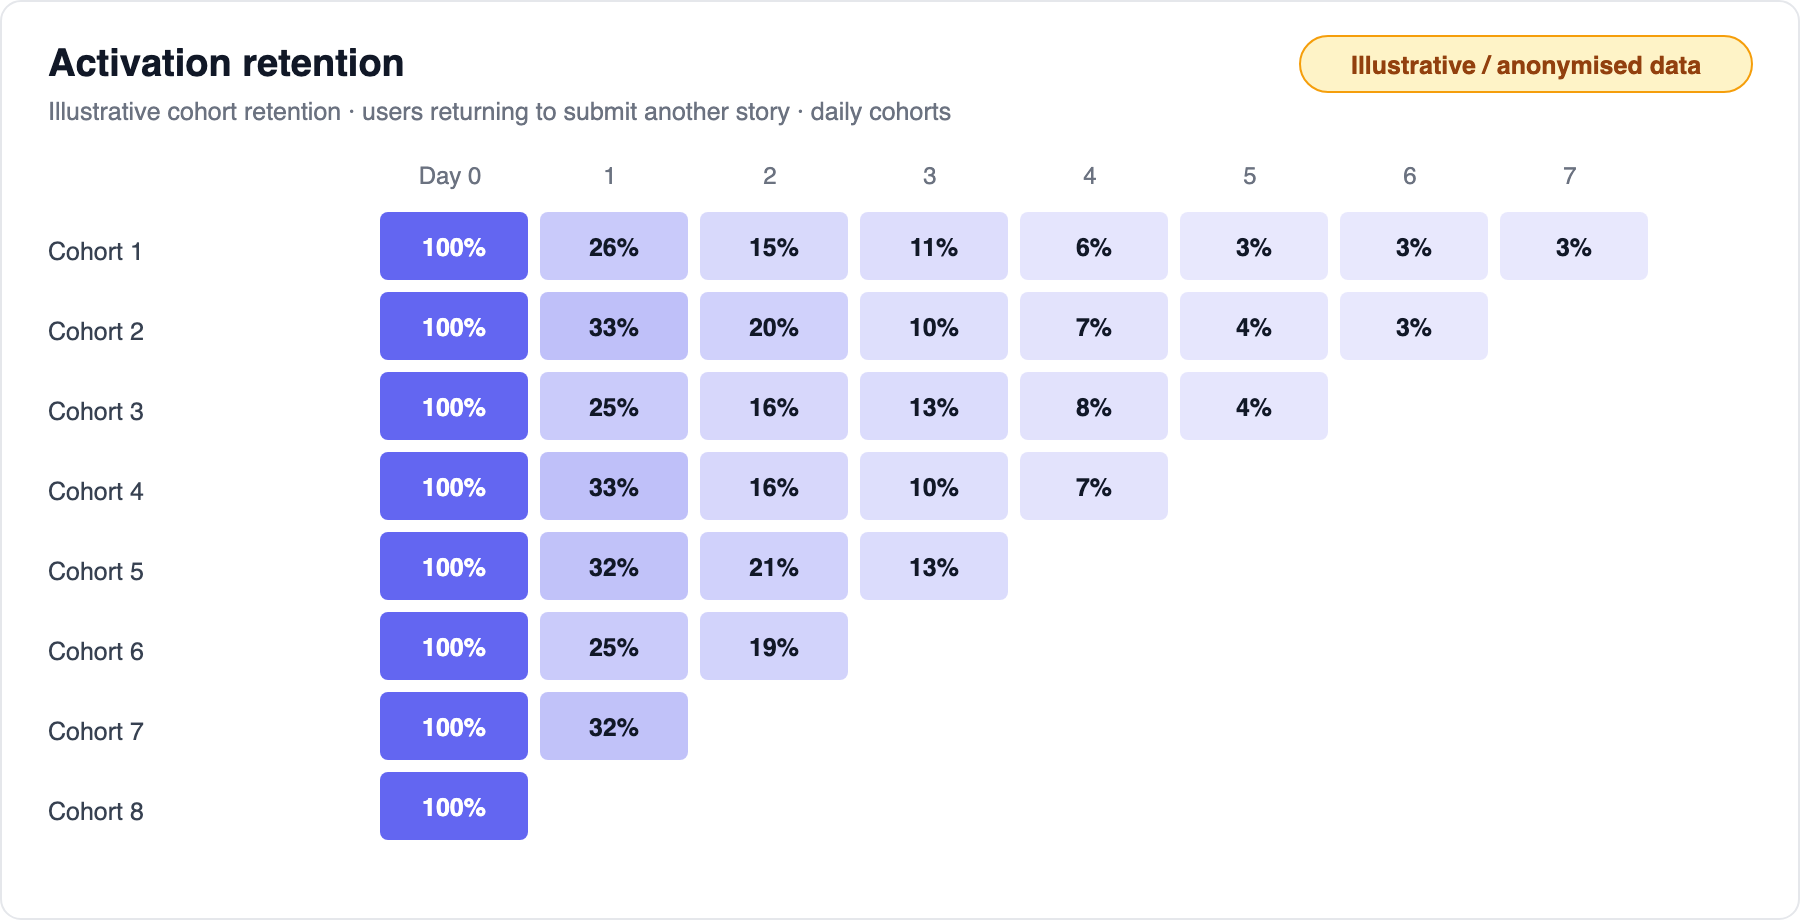 Activation retention
Illustrative / anonymised data
Illustrative cohort retention · users returning to submit another story · daily cohorts
Day 0 1 2 3 4 5 6 7
Cohort 1 100% 26% 15% 11% 6% 3% 3% 3%
Cohort 2 100% 33% 20% 10% 7% 4% 3%
Cohort 3 100% 25% 16% 13% 8% 4%
Cohort 4 100% 33% 16% 10% 7%
Cohort 5 100% 32% 21% 13%
Cohort 6 100% 25% 19%
Cohort 7 100% 32%
Cohort 8 100%